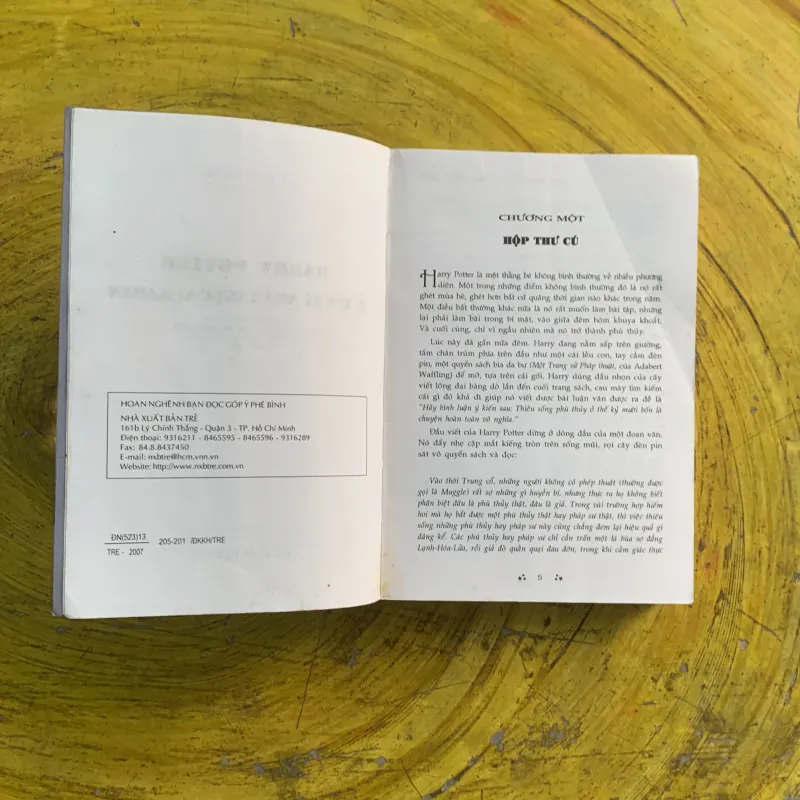 HOAN NGHÊNH BẠN ĐỌC GÓP Ý PHÊ BÌNH
NHÀ XUẤT BẢN TRẺ
161b Lý Chính Thắng - Quận 3 - TP. Hồ Chí Minh
Điện thoại: 9316211 - 8465595 - 8465596 - 9316289
Fax: 84.8.8437450
E-mail: nxbtre@hcm.vnn.vn
Website: http://www.nxbtre.com.vn
ĐN(523)13
TRE - 2007
205-201 /ĐKKH/TRE
CHƯƠNG MỘT
HỘP THƯ CÚ
Harry Potter là một thằng bé không bình thường về nhiều phương
diện. Một trong những điểm không bình thường đó là nó rất
ghét mùa hè, ghét hơn bất cứ quãng thời gian nào khác trong năm.
Một điều bất thường khác nữa là nó rất muốn làm bài tập, nhưng
lại phải làm bài trong bí mật, vào giữa đêm hôm khuya khoắt.
Và cuối cùng, chỉ vì ngẫu nhiên mà nó trở thành phù thủy.
Lúc này đã gần nửa đêm. Harry đang nằm sấp trên giường,
tấm chăn trùm phía trên đầu như một cái lều con, tay cầm đèn
pin, một quyển sách bìa da bự (Một Trang sử Pháp thuật, của Adabert
Waffling) để mở, tựa trên cái gối. Harry dùng đầu nhọn của cây
viết lông đại bàng dò lần đến cuối trang sách, cau mày tìm kiếm
cái gì đó khả dĩ giúp nó viết được bài luận văn được ra đề là
"Hãy bình luận ý kiến sau: Thiêu sống phù thủy ở thế kỷ mười bốn là
chuyện hoàn toàn vô nghĩa."
Đầu viết của Harry Potter dừng ở dòng đầu của một đoạn văn.
Nó đẩy nhẹ cặp mắt kiếng tròn trên sống mũi, rọi cây đèn pin
sát vô quyển sách và đọc:
Vào thời Trung cổ, những người không có phép thuật (thường được
gọi là Muggle) rất sợ những gì huyền bí, nhưng thực ra họ không biết
phân biệt đâu là phù thủy thật, đâu là giả. Trong vài trường hợp hiếm
hoi mà họ bắt được một phù thủy thật hay pháp sư thật, thì việc thiêu
sống những phù thủy hay pháp sư này cũng chẳng đem lại hiệu quả gì
đáng kể. Các phù thủy hay pháp sư chỉ cần trấn một lá bùa sơ đẳng
Lạnh-Hóa-Lửa, rồi giả đò quằn quại đau đớn, trong khi cảm giác thực
5